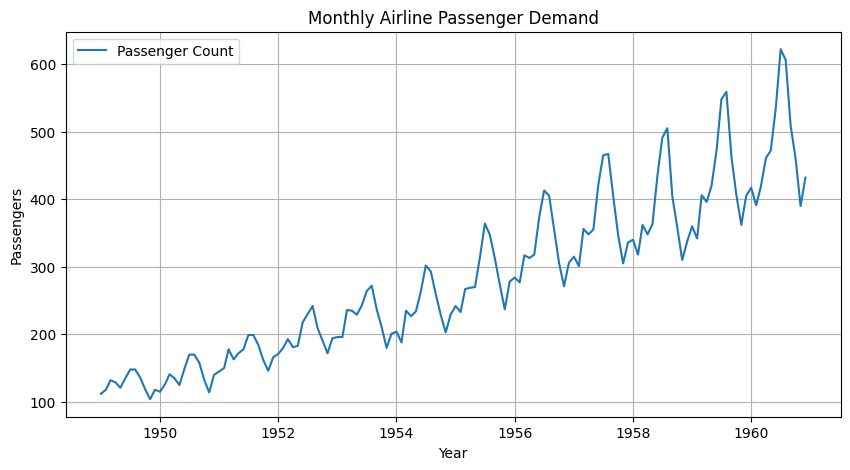 Monthly Airline Passenger Demand
Passenger Count
600
500
400
300
200
100
Passengers
1950 1952 1954 1956 1958 1960
Year